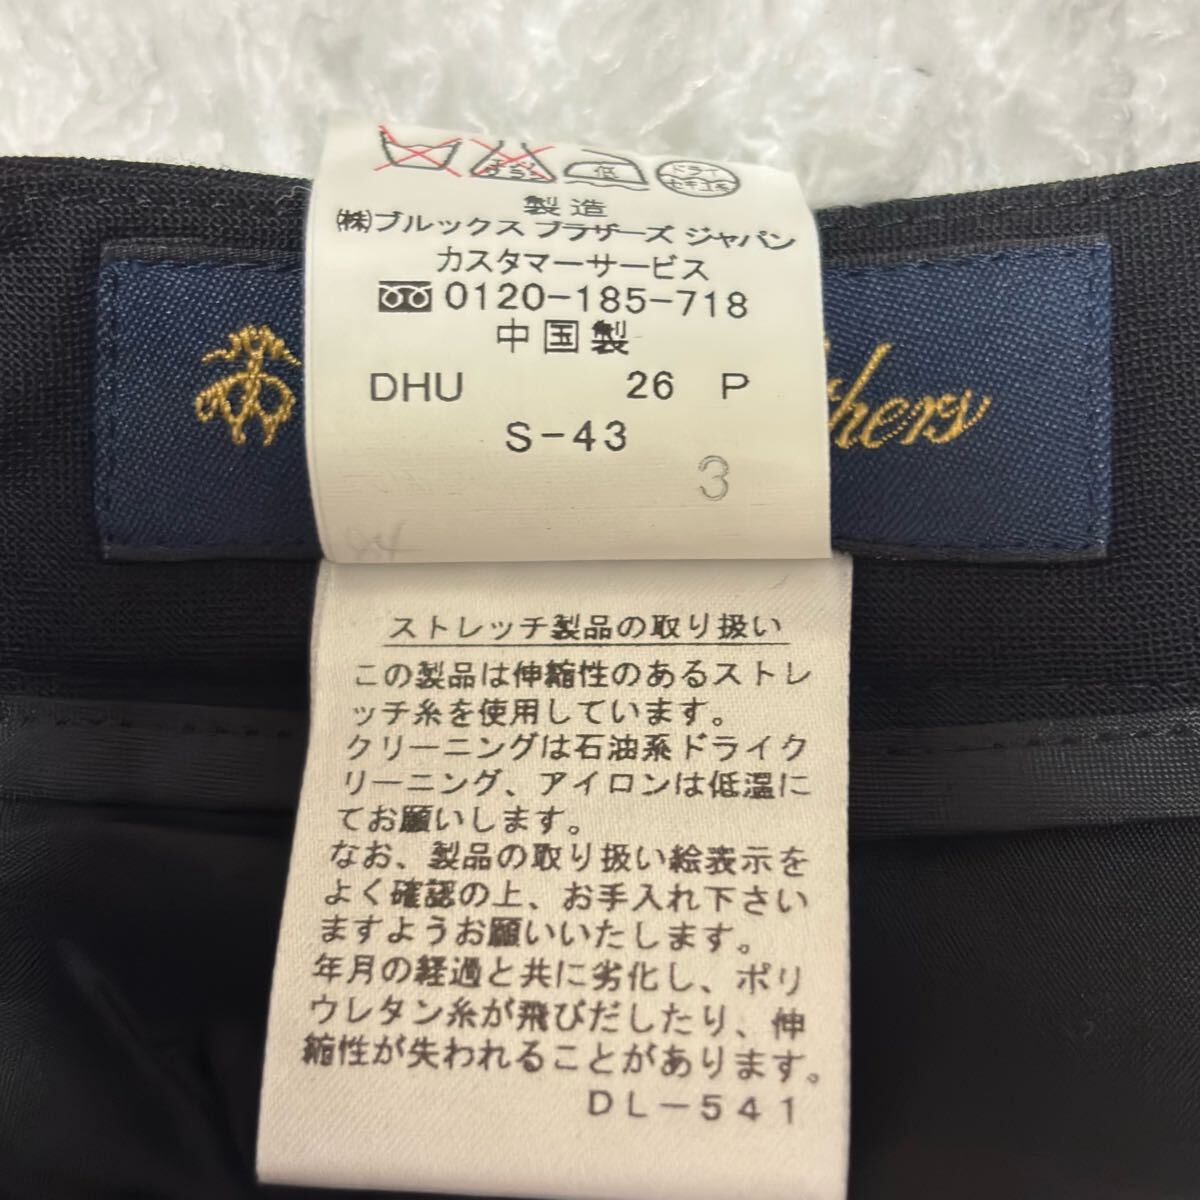 低
ドライ
セキユ系
製造
㈱ブルックス ブラザーズ ジャパン
カスタマーサービス
0120-185-718
中国製
DHU 26 P
S-43
3
thers
ストレッチ製品の取り扱い
この製品は伸縮性のあるストレ
ッチ糸を使用しています。
クリーニングは石油系ドライク
リーニング、アイロンは低温に
てお願いします。
なお、製品の取り扱い絵表示を
よく確認の上、お手入れ下さい
ますようお願いいたします。
年月の経過と共に劣化し、ポリ
ウレタン糸が飛びだしたり、伸
縮性が失われることがあります。
DL-541